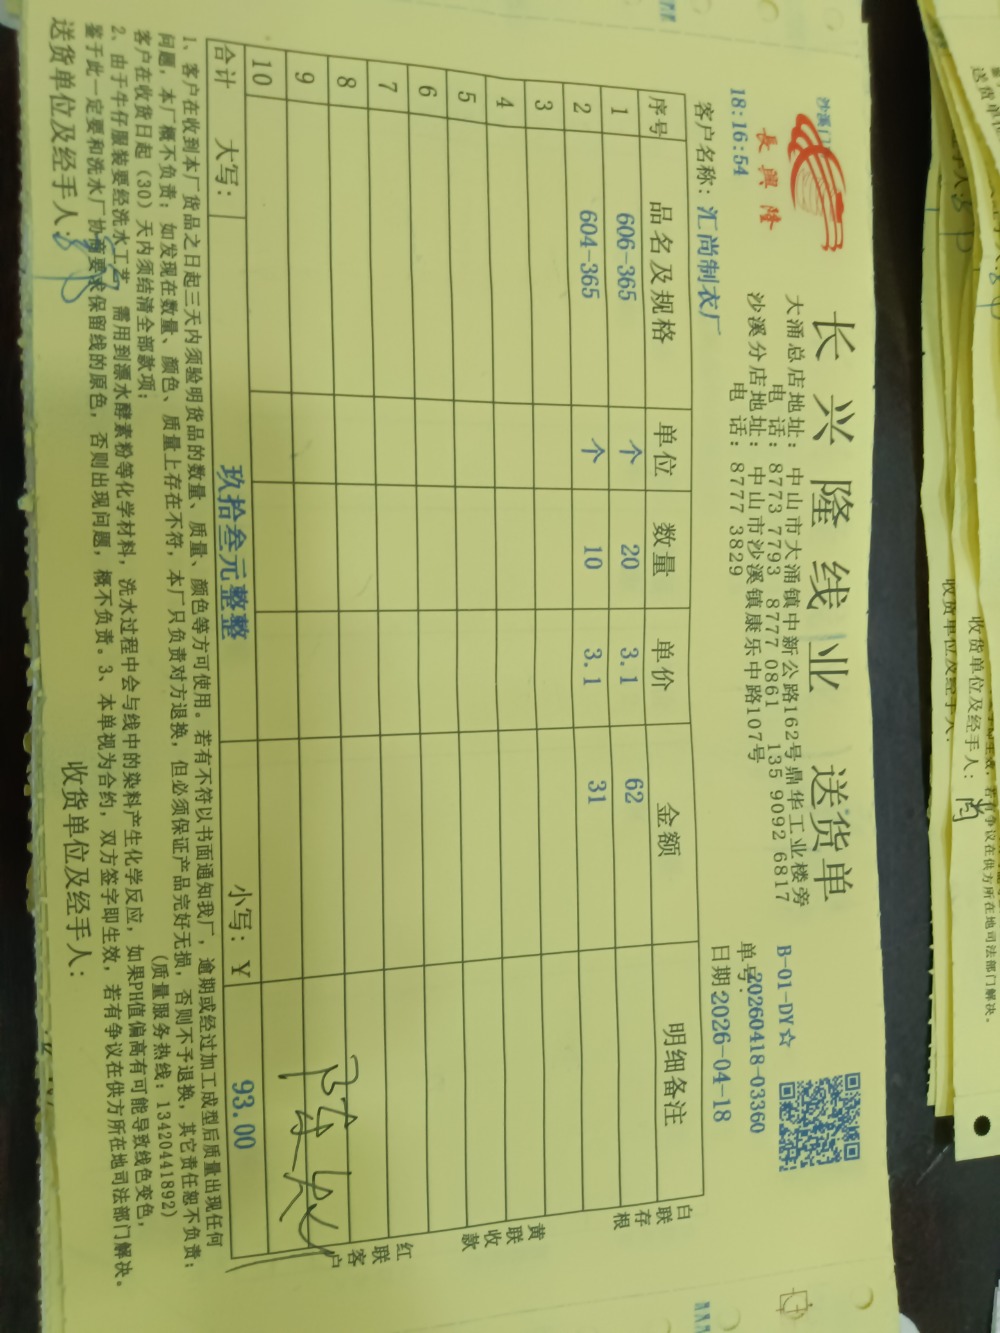 長興隆
长兴隆线业 送货单
B-01-DY☆
大涌总店地址：中山市大涌镇中新公路162号鼎华工业楼旁
电 话：8773 7793 8777 0861 135 9092 6817
沙溪分店地址：中山市沙溪镇康乐中路107号
电 话：8777 3829
18:16:54
单号：20260418-03360
客户名称：汇尚制衣厂
日期：2026-04-18
序号 品名及规格 单位 数量 单价 金额 明细备注
1 606-365 个 20 3.1 62
2 604-365 个 10 3.1 31
3
4
5
6
7
8
9
10
合计 大写：玖拾叁元整整 小写：Y 93.00
白联存根
黄联收款
红联客户
1、客户在收到本厂货品之日起三天内须验明货品的数量、质量、颜色等方可使用。若有不符以书面通知我厂，逾期或经过加工成型后质量出现任何
问题，本厂概不负责；如发现在数量、颜色、质量上存在不符，本厂只负责对方退换，但必须保证产品完好无损，否则不予退换，其它责任恕不负责；
客户在收货日起（30）天内须结清全部款项； (质量服务热线：13420441892)
2、由于牛仔服装要经洗水工艺，需用到漂水酵素粉等化学材料，洗水过程中会与线中的染料产生化学反应，如果PH值偏高有可能导致线色变色，
鉴于此一定要和洗水厂协商要求保留线的原色，否则出现问题，概不负责。3、本单视为合约，双方签字即生效，若有争议在供方所在地司法部门解决。
送货单位及经手人： 收货单位及经手人：
收货单位及经手人：
收货单位及经手人：